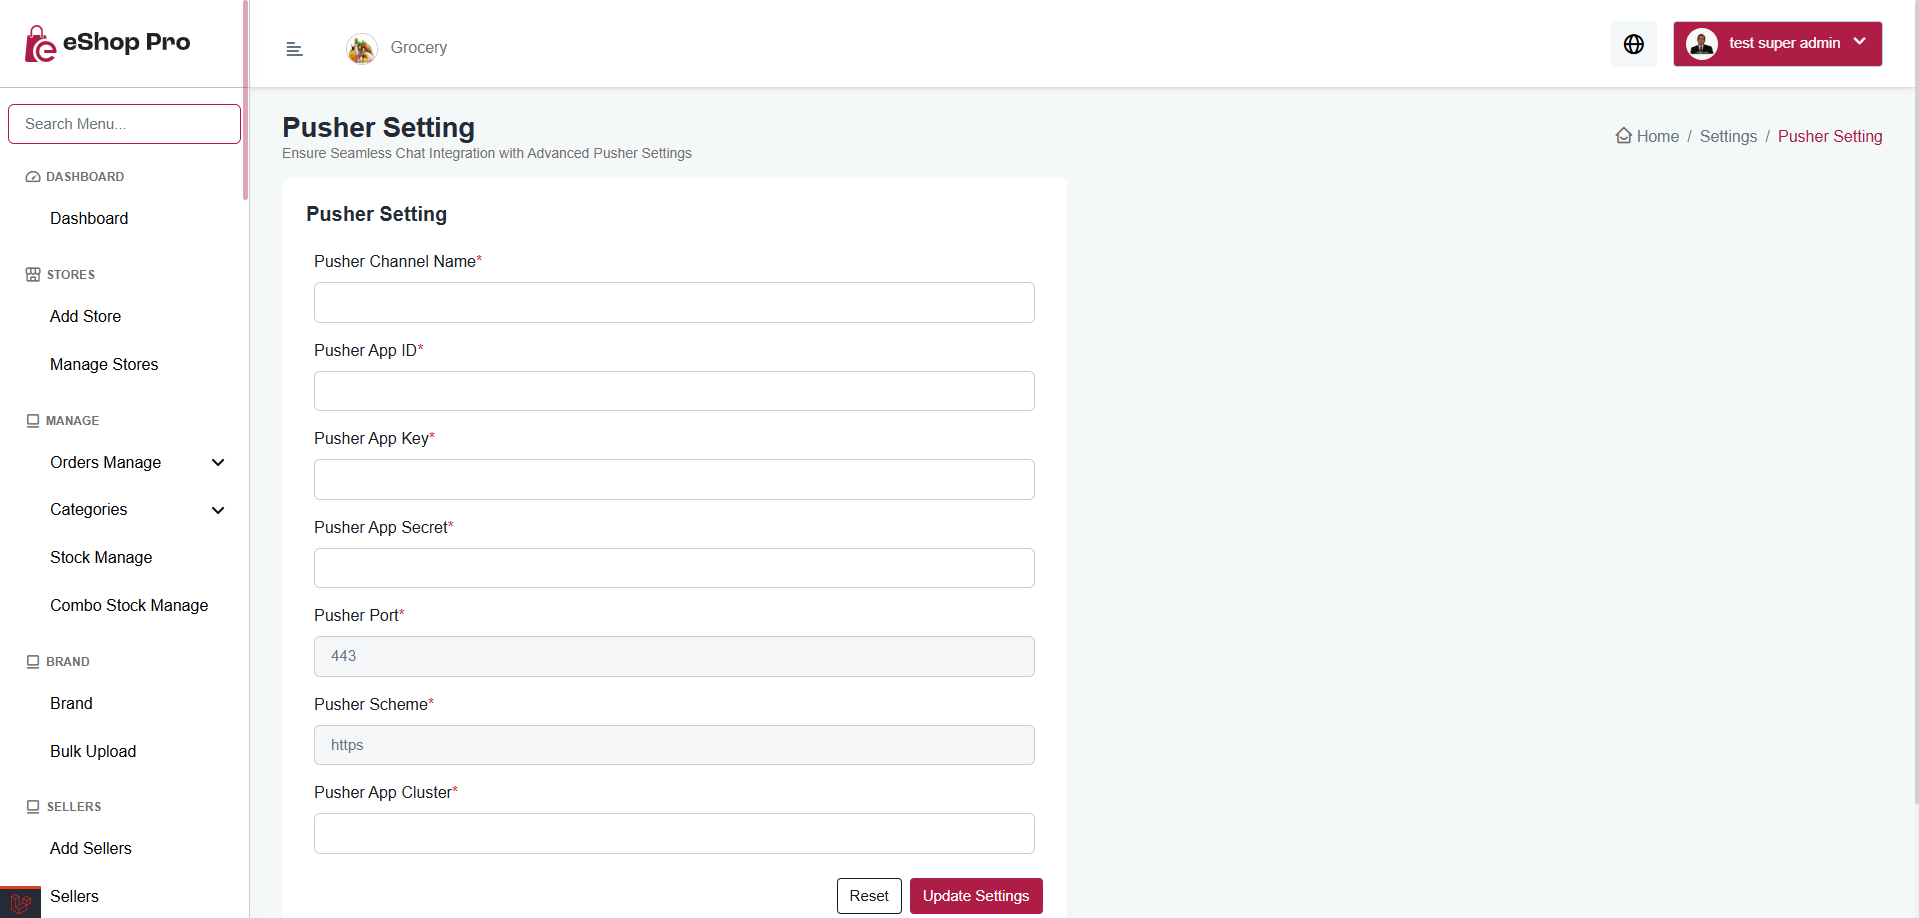 eShop Pro
Grocery
test super admin
Search Menu...
Pusher Setting
Ensure Seamless Chat Integration with Advanced Pusher Settings
Home / Settings / Pusher Setting
DASHBOARD
Dashboard
STORES
Add Store
Manage Stores
MANAGE
Orders Manage
Categories
Stock Manage
Combo Stock Manage
BRAND
Brand
Bulk Upload
SELLERS
Add Sellers
Sellers
Pusher Setting
Pusher Channel Name*
Pusher App ID*
Pusher App Key*
Pusher App Secret*
Pusher Port*
443
Pusher Scheme*
https
Pusher App Cluster*
Reset
Update Settings